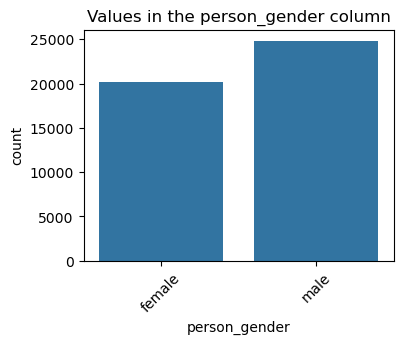 Values in the person_gender column
25000
20000
15000
10000
5000
0
count
female
male
person_gender